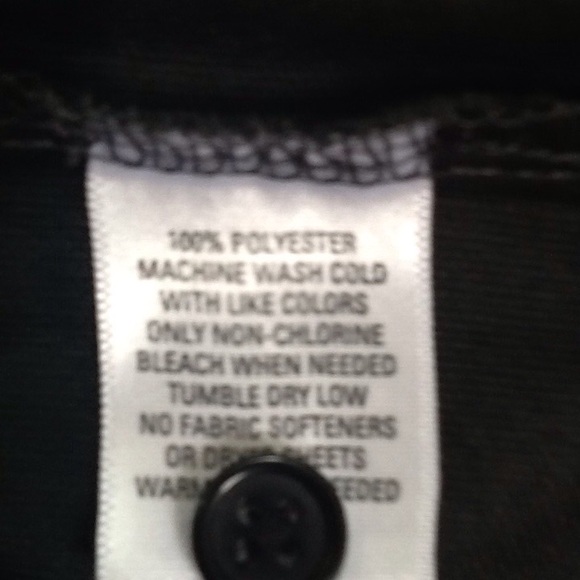 100% POLYESTER
MACHINE WASH COLD
WITH LIKE COLORS
ONLY NON-CHLORINE
BLEACH WHEN NEEDED
TUMBLE DRY LOW
NO FABRIC SOFTENERS
OR SHEETS
WARM